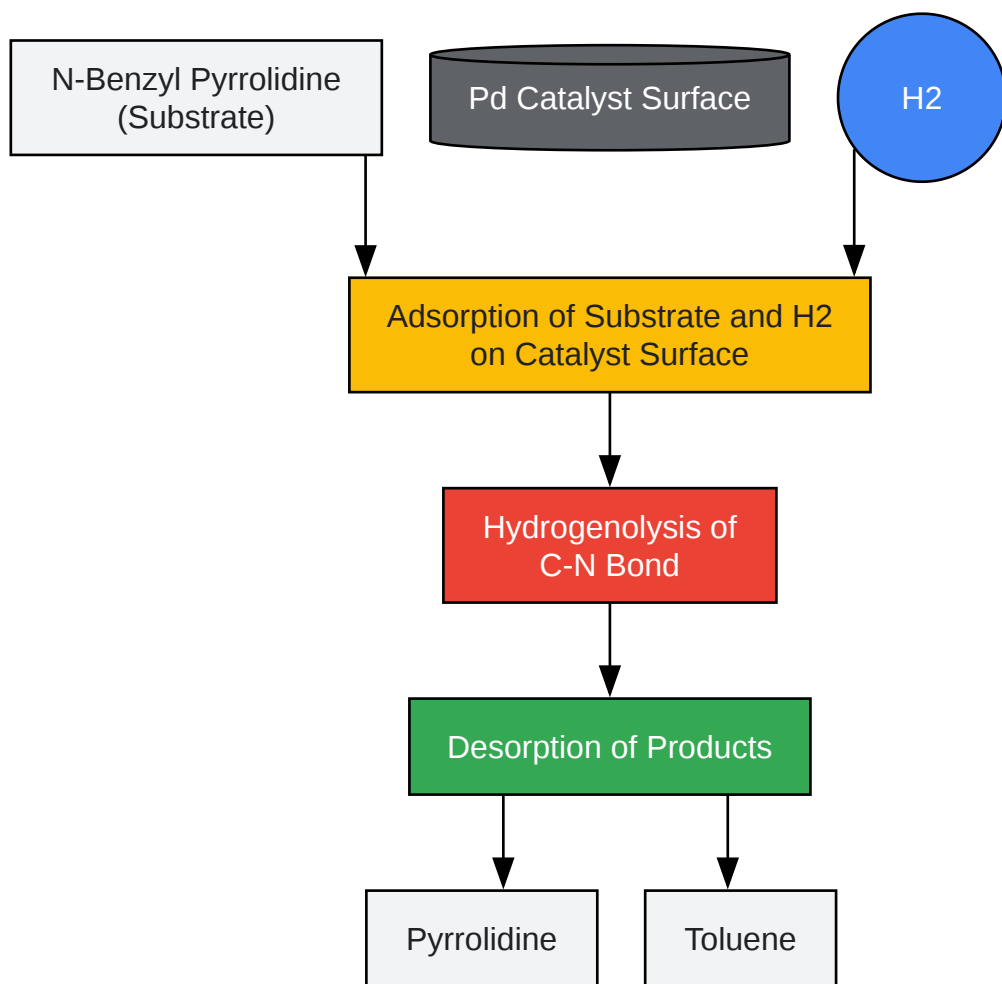 N-Benzyl Pyrrolidine
(Substrate)
Pd Catalyst Surface
H2
Adsorption of Substrate and H2
on Catalyst Surface
Hydrogenolysis of
C-N Bond
Desorption of Products
Pyrrolidine
Toluene